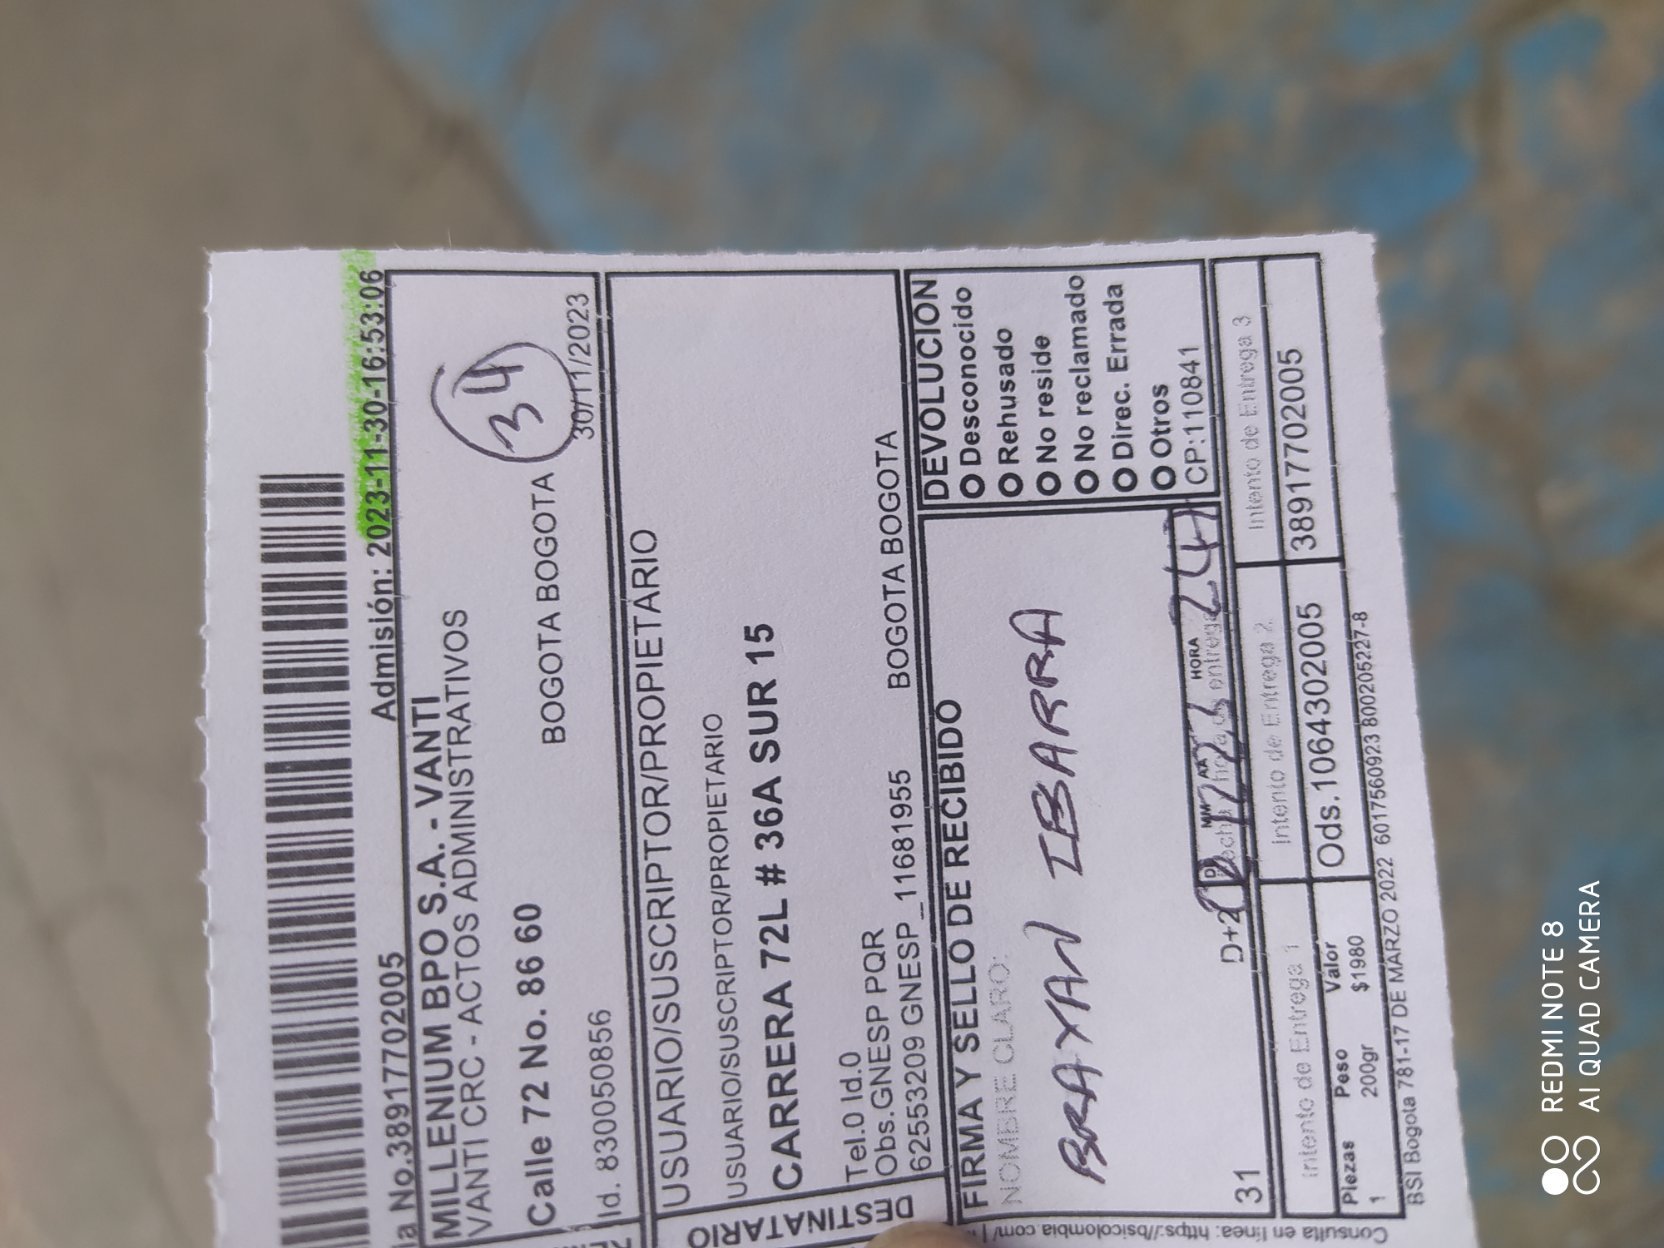 a No.3891770200​5
Admisión: 2023-11-30-16:53:06
MILLENIUM BPO S.A. - VANTI
VANTI CRC - ACTOS ADMINISTRATIVOS
34
Calle 72 No. 86 60
BOGOTA BOGOTA
30/11/2023
Id. 830050856
USUARIO/SUSCRIPTOR/PROPIETARIO
USUARIO/SUSCRIPTOR/PROPIETARIO
CARRERA 72L # 36A SUR 15
Tel.0 Id.0
Obs.GNESP PQR
62553209 GNESP_11681955
BOGOTA BOGOTA
DESTINATARIO
FIRMA Y SELLO DE RECIBIDO
NOMBRE CLARO:
BRAYAN IBARRA
31
D+2
MM
AA
HORA
DEVOLUCION
Desconocido
Rehusado
No reside
No reclamado
Direc. Errada
Otros
CP:110841
Intento de Entrega 1
Intento de Entrega 2
Intento de Entrega 3
Piezas
1
Peso
200gr
Valor
$1980
Ods.1064302005
38917702005
BSI Bogota 781-17 DE MARZO 2022 6017560923 800205227-8
Consulta en línea: https://bsicolombia.com/
REDMI NOTE 8
AI QUAD CAMERA